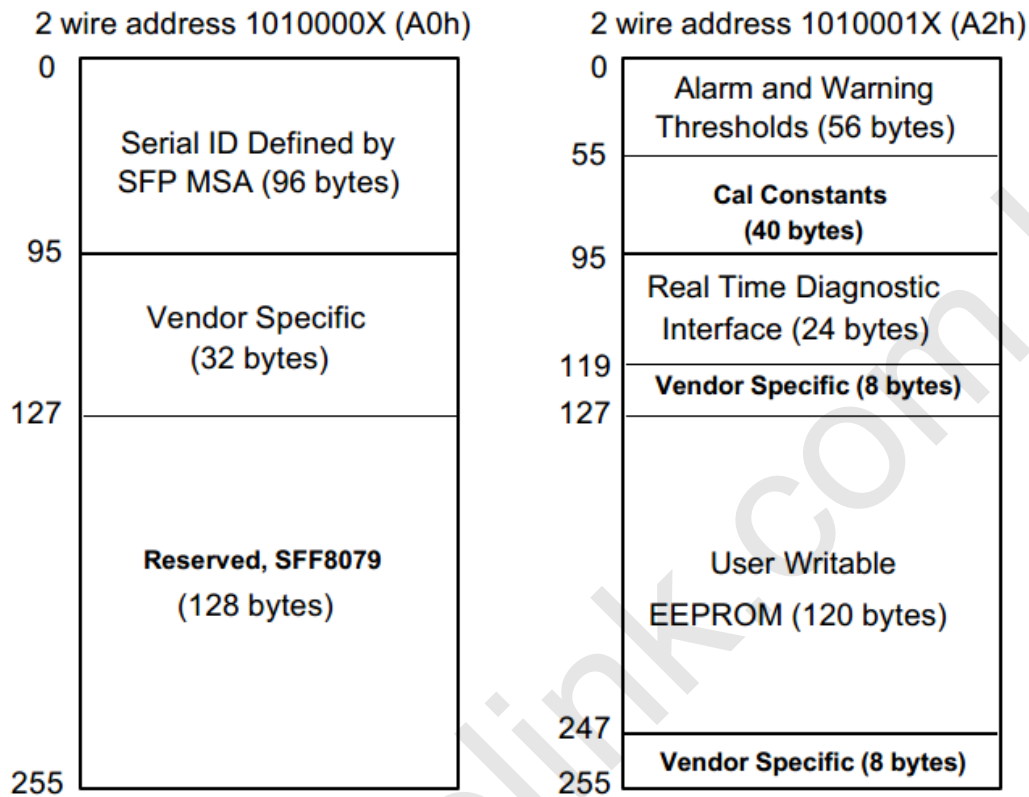 2 wire address 1010000X (A0h)
0
Serial ID Defined by
SFP MSA (96 bytes)
95
Vendor Specific
(32 bytes)
127
Reserved, SFF8079
(128 bytes)
255
2 wire address 1010001X (A2h)
0
Alarm and Warning
Thresholds (56 bytes)
55
Cal Constants
(40 bytes)
95
Real Time Diagnostic
Interface (24 bytes)
119
Vendor Specific (8 bytes)
127
User Writable
EEPROM (120 bytes)
247
Vendor Specific (8 bytes)
255
elink.com